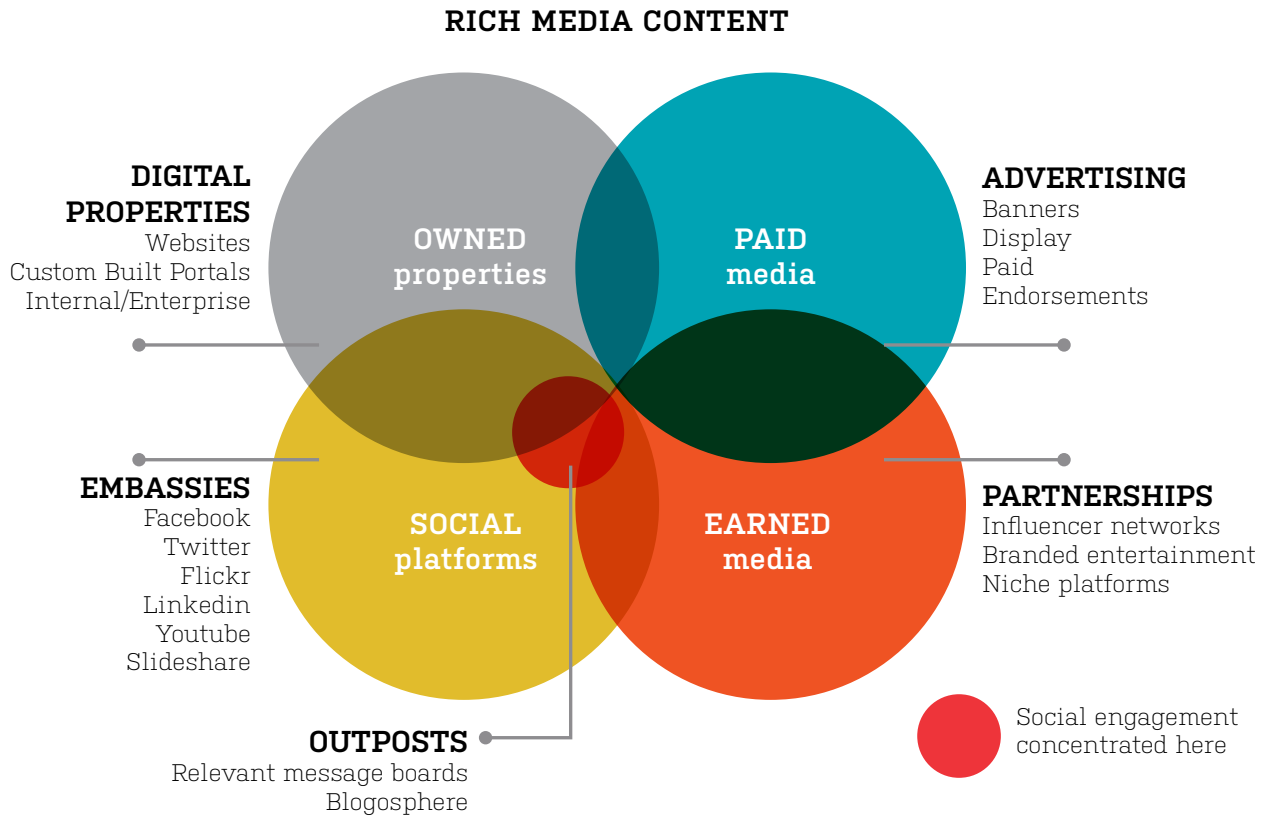 RICH MEDIA CONTENT
DIGITAL
PROPERTIES
Websites
Custom Built Portals
Internal/Enterprise
OWNED
properties
PAID
media
ADVERTISING
Banners
Display
Paid
Endorsements
EMBASSIES
Facebook
Twitter
Flickr
Linkedin
Youtube
Slideshare
SOCIAL
platforms
EARNED
media
PARTNERSHIPS
Influencer networks
Branded entertainment
Niche platforms
OUTPOSTS
Relevant message boards
Blogosphere
Social engagement
concentrated here